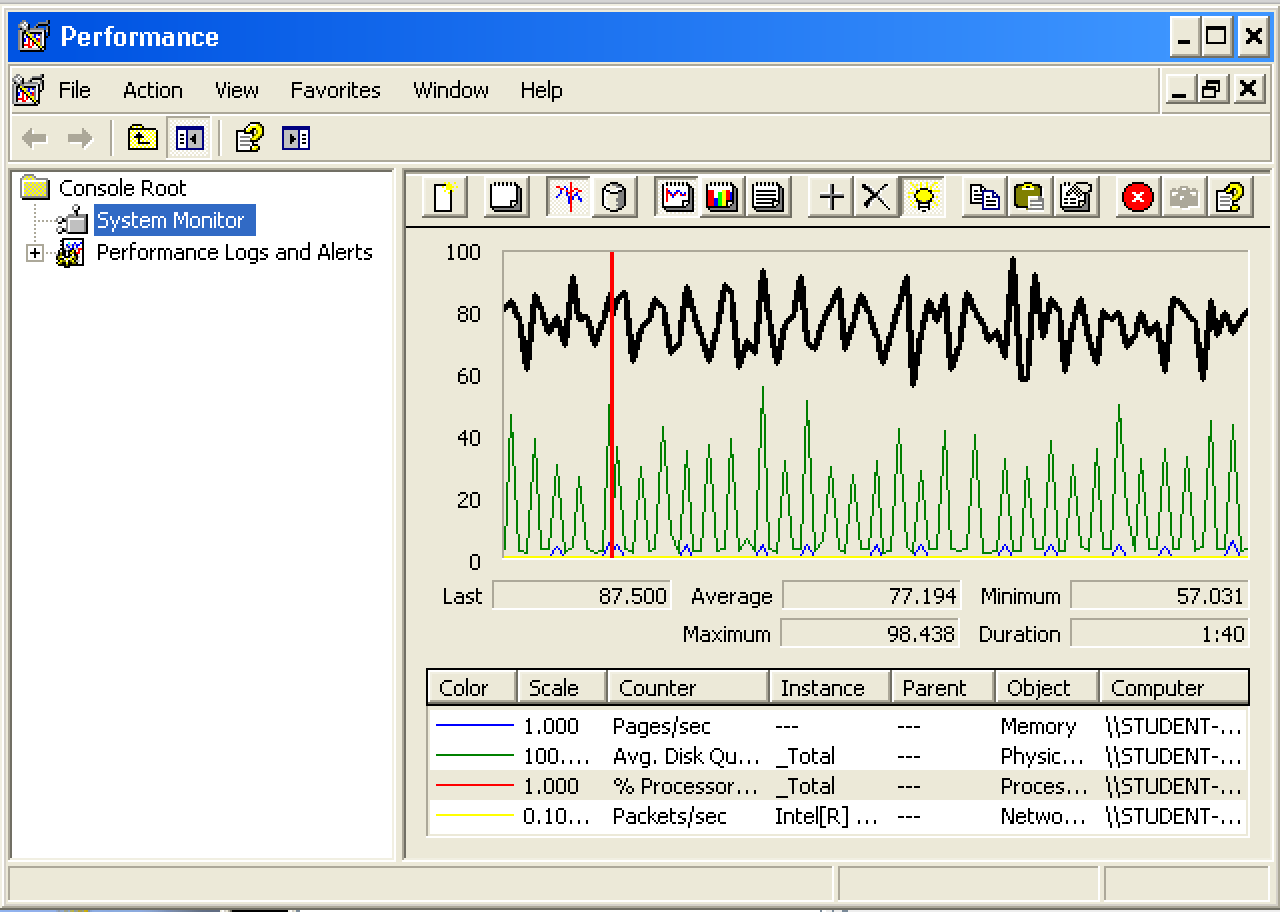 Performance
File Action View Favorites Window Help
Console Root
System Monitor
Performance Logs and Alerts
100
80
60
40
20
0
Last 87.500 Average 77.194 Minimum 57.031
Maximum 98.438 Duration 1:40
Color Scale Counter Instance Parent Object Computer
1.000 Pages/sec --- --- Memory \\STUDENT-...
100.... Avg. Disk Qu... _Total --- Physic... \\STUDENT-...
1.000 % Processor... _Total --- Proces... \\STUDENT-...
0.10... Packets/sec Intel[R] ... --- Netwo... \\STUDENT-...